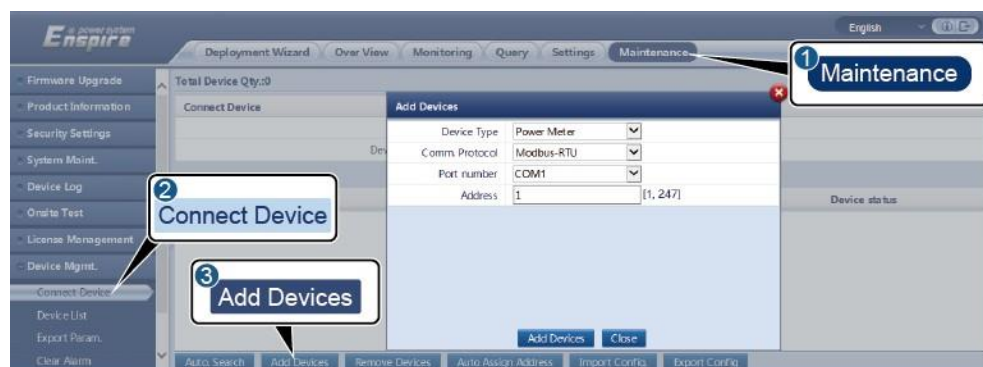 Enspire
English
Deployment Wizard Over View Monitoring Query Settings Maintenance
1 Maintenance
Firmware Upgrade
Product Information
Security Settings
System Maint.
Device Log
Onsite Test
License Management
Device Mgmt.
Connect Device
Device List
Export Param.
Clear Alarm
Total Device Qty.:0
Connect Device
Dev
Device status
2 Connect Device
3 Add Devices
Add Devices
Device Type Power Meter
Comm. Protocol Modbus-RTU
Port number COM1
Address 1 [1, 247]
Add Devices Close
Auto Search Add Devices Remove Devices Auto Assign Address Import Config Export Config